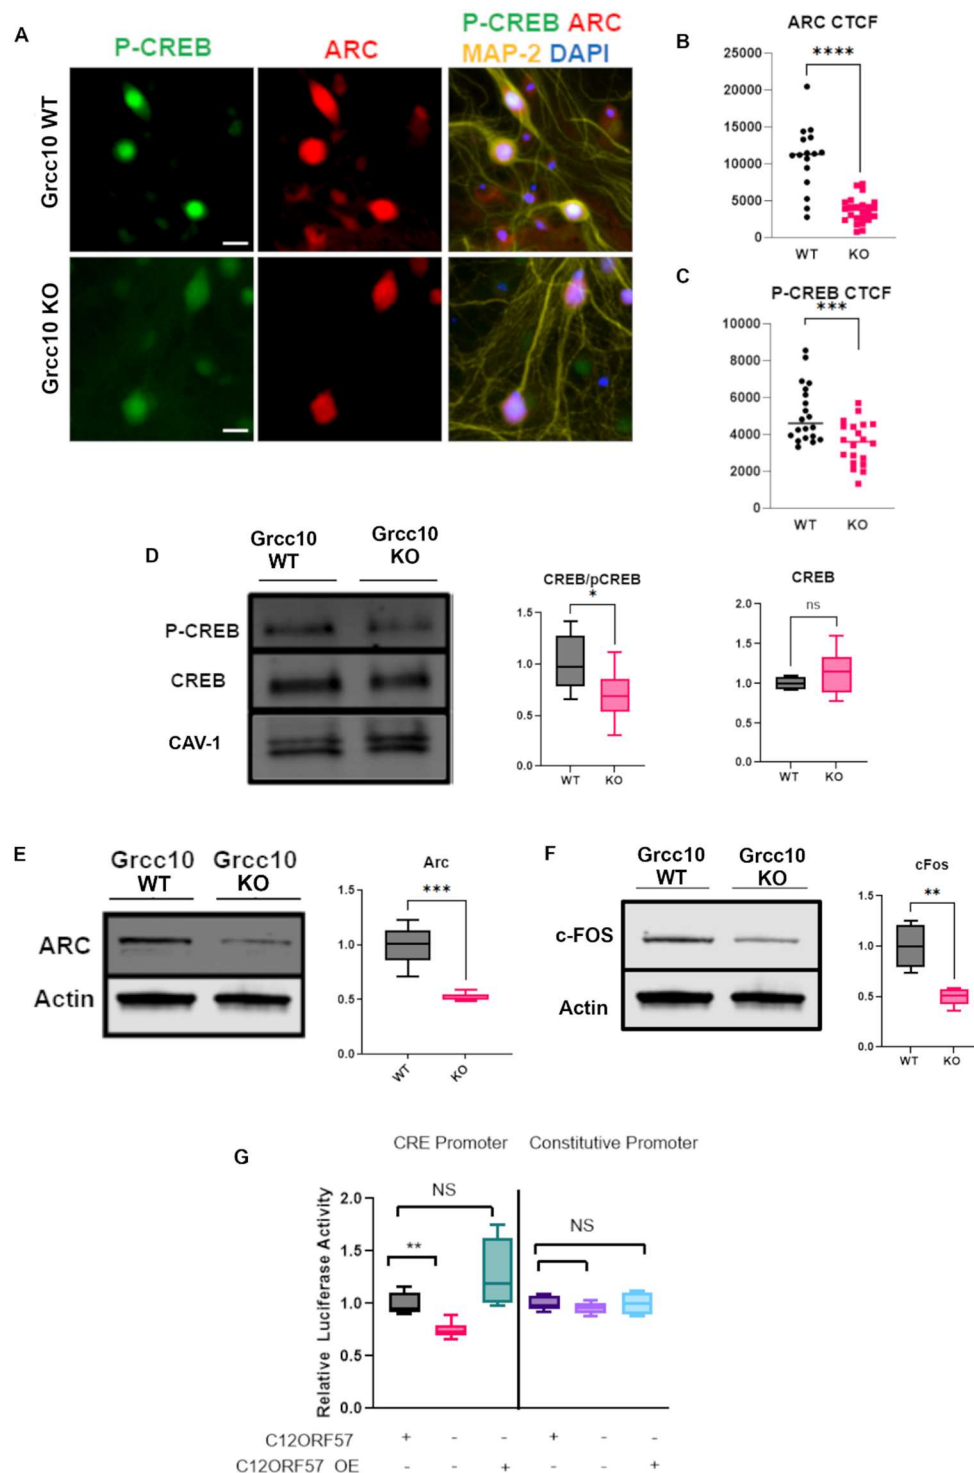 A
P-CREB
ARC
P-CREB ARC
MAP-2 DAPI
Grcc10 WT
Grcc10 KO
B
ARC CTCF
****
25000
20000
15000
10000
5000
0
WT KO
C
P-CREB CTCF
***
10000
8000
6000
4000
2000
0
WT KO
D
Grcc10
WT
Grcc10
KO
P-CREB
CREB
CAV-1
CREB/pCREB
*
1.5
1.0
0.5
0.0
WT KO
CREB
ns
2.0
1.5
1.0
0.5
0.0
WT KO
E
Grcc10
WT
Grcc10
KO
ARC
Actin
Arc
***
1.5
1.0
0.5
0.0
WT KO
F
Grcc10
WT
Grcc10
KO
c-FOS
Actin
cFos
**
1.5
1.0
0.5
0.0
WT KO
G
CRE Promoter Constitutive Promoter
Relative Luciferase Activity
2.0
1.5
1.0
0.5
0.0
NS
**
NS
C12ORF57 + - - + - -
C12ORF57 OE - - + - - +